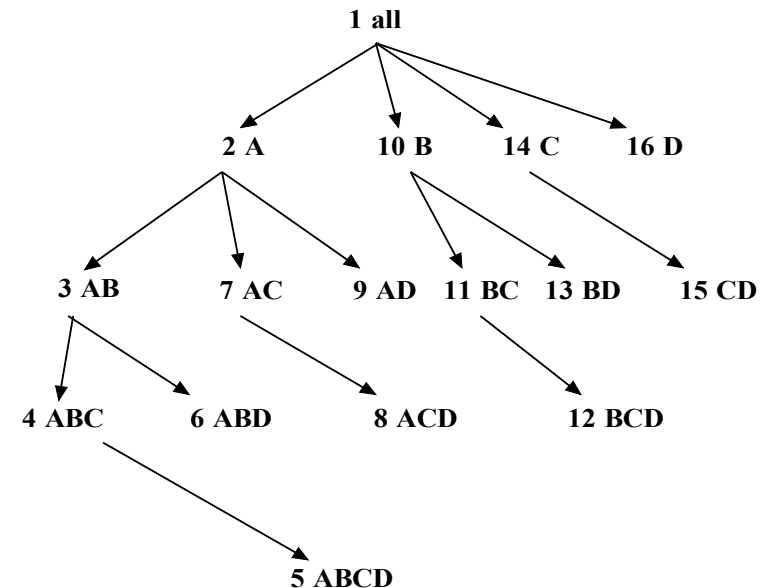 1 all
2 A 10 B 14 C 16 D
3 AB 7 AC 9 AD 11 BC 13 BD 15 CD
4 ABC 6 ABD 8 ACD 12 BCD
5 ABCD